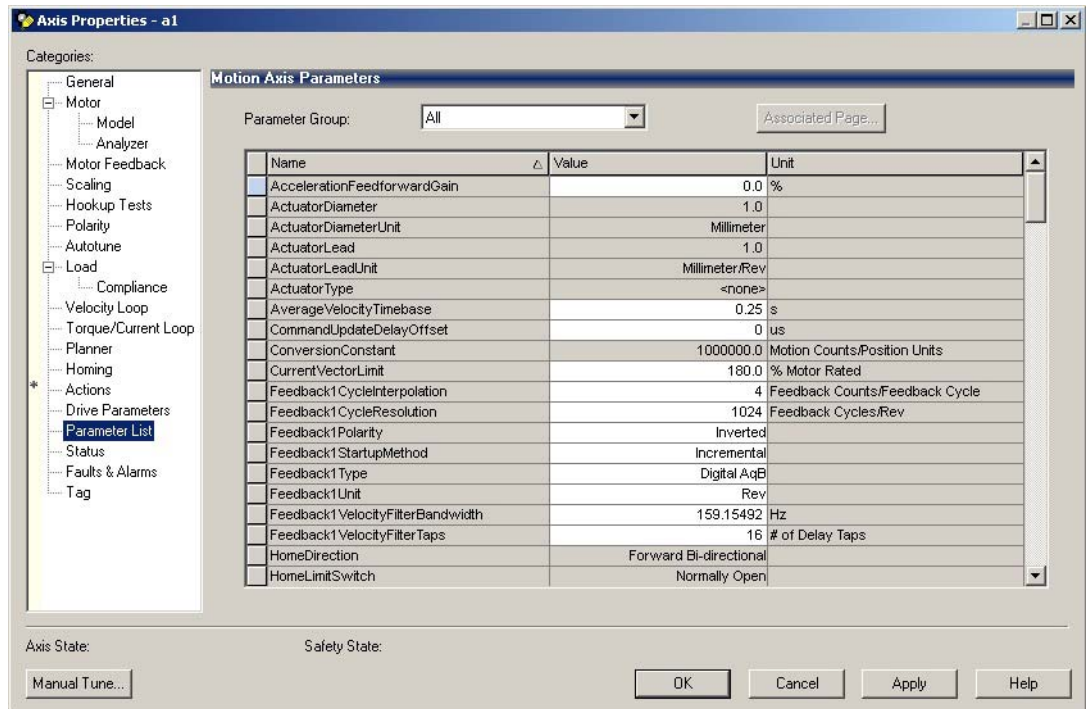 Axis Properties - a1
Categories:
General
Motor
Model
Analyzer
Motor Feedback
Scaling
Hookup Tests
Polarity
Autotune
Load
Compliance
Velocity Loop
Torque/Current Loop
Planner
Homing
* Actions
Drive Parameters
Parameter List
Status
Faults & Alarms
Tag
Motion Axis Parameters
Parameter Group: All Associated Page...
Name Value Unit
AccelerationFeedforwardGain 0.0 %
ActuatorDiameter 1.0
ActuatorDiameterUnit Millimeter
ActuatorLead 1.0
ActuatorLeadUnit Millimeter/Rev
ActuatorType <none>
AverageVelocityTimebase 0.25 s
CommandUpdateDelayOffset 0 us
ConversionConstant 1000000.0 Motion Counts/Position Units
CurrentVectorLimit 180.0 % Motor Rated
Feedback1CycleInterpolation 4 Feedback Counts/Feedback Cycle
Feedback1CycleResolution 1024 Feedback Cycles/Rev
Feedback1Polarity Inverted
Feedback1StartupMethod Incremental
Feedback1Type Digital AqB
Feedback1Unit Rev
Feedback1VelocityFilterBandwidth 159.15492 Hz
Feedback1VelocityFilterTaps 16 # of Delay Taps
HomeDirection Forward Bi-directional
HomeLimitSwitch Normally Open
Axis State: Safety State:
Manual Tune... OK Cancel Apply Help